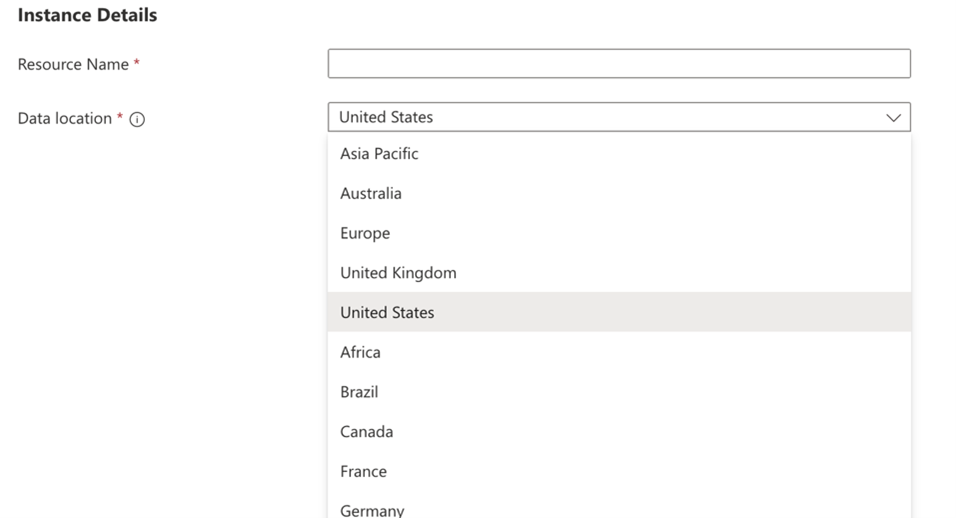 Instance Details
Resource Name *
Data location * i
United States
Asia Pacific
Australia
Europe
United Kingdom
United States
Africa
Brazil
Canada
France
Germany